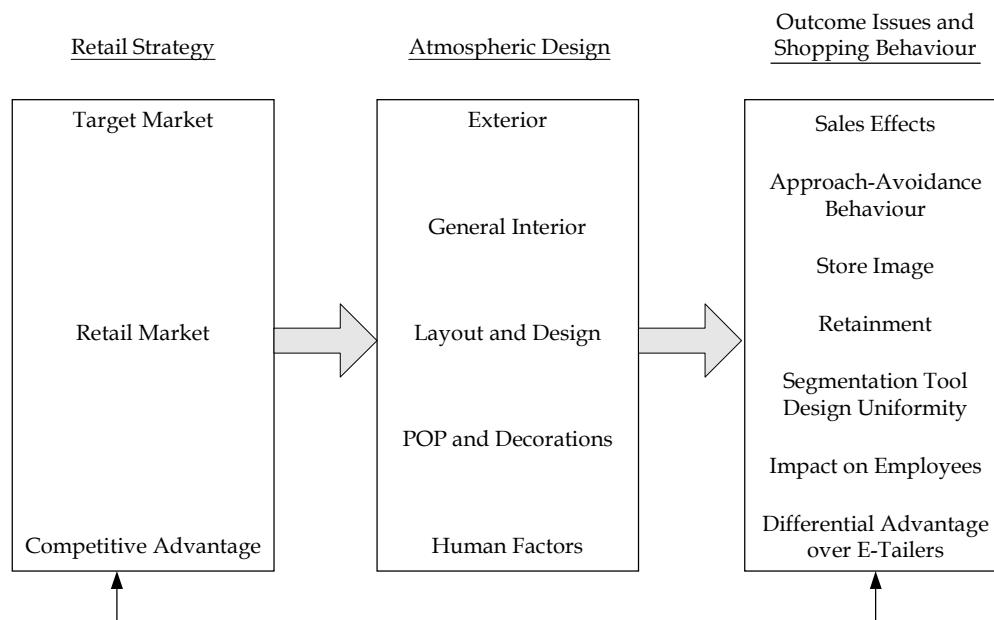 Retail Strategy
Target Market
Retail Market
Competitive Advantage
Atmospheric Design
Exterior
General Interior
Layout and Design
POP and Decorations
Human Factors
Outcome Issues and
Shopping Behaviour
Sales Effects
Approach-Avoidance
Behaviour
Store Image
Retainment
Segmentation Tool
Design Uniformity
Impact on Employees
Differential Advantage
over E-Tailers